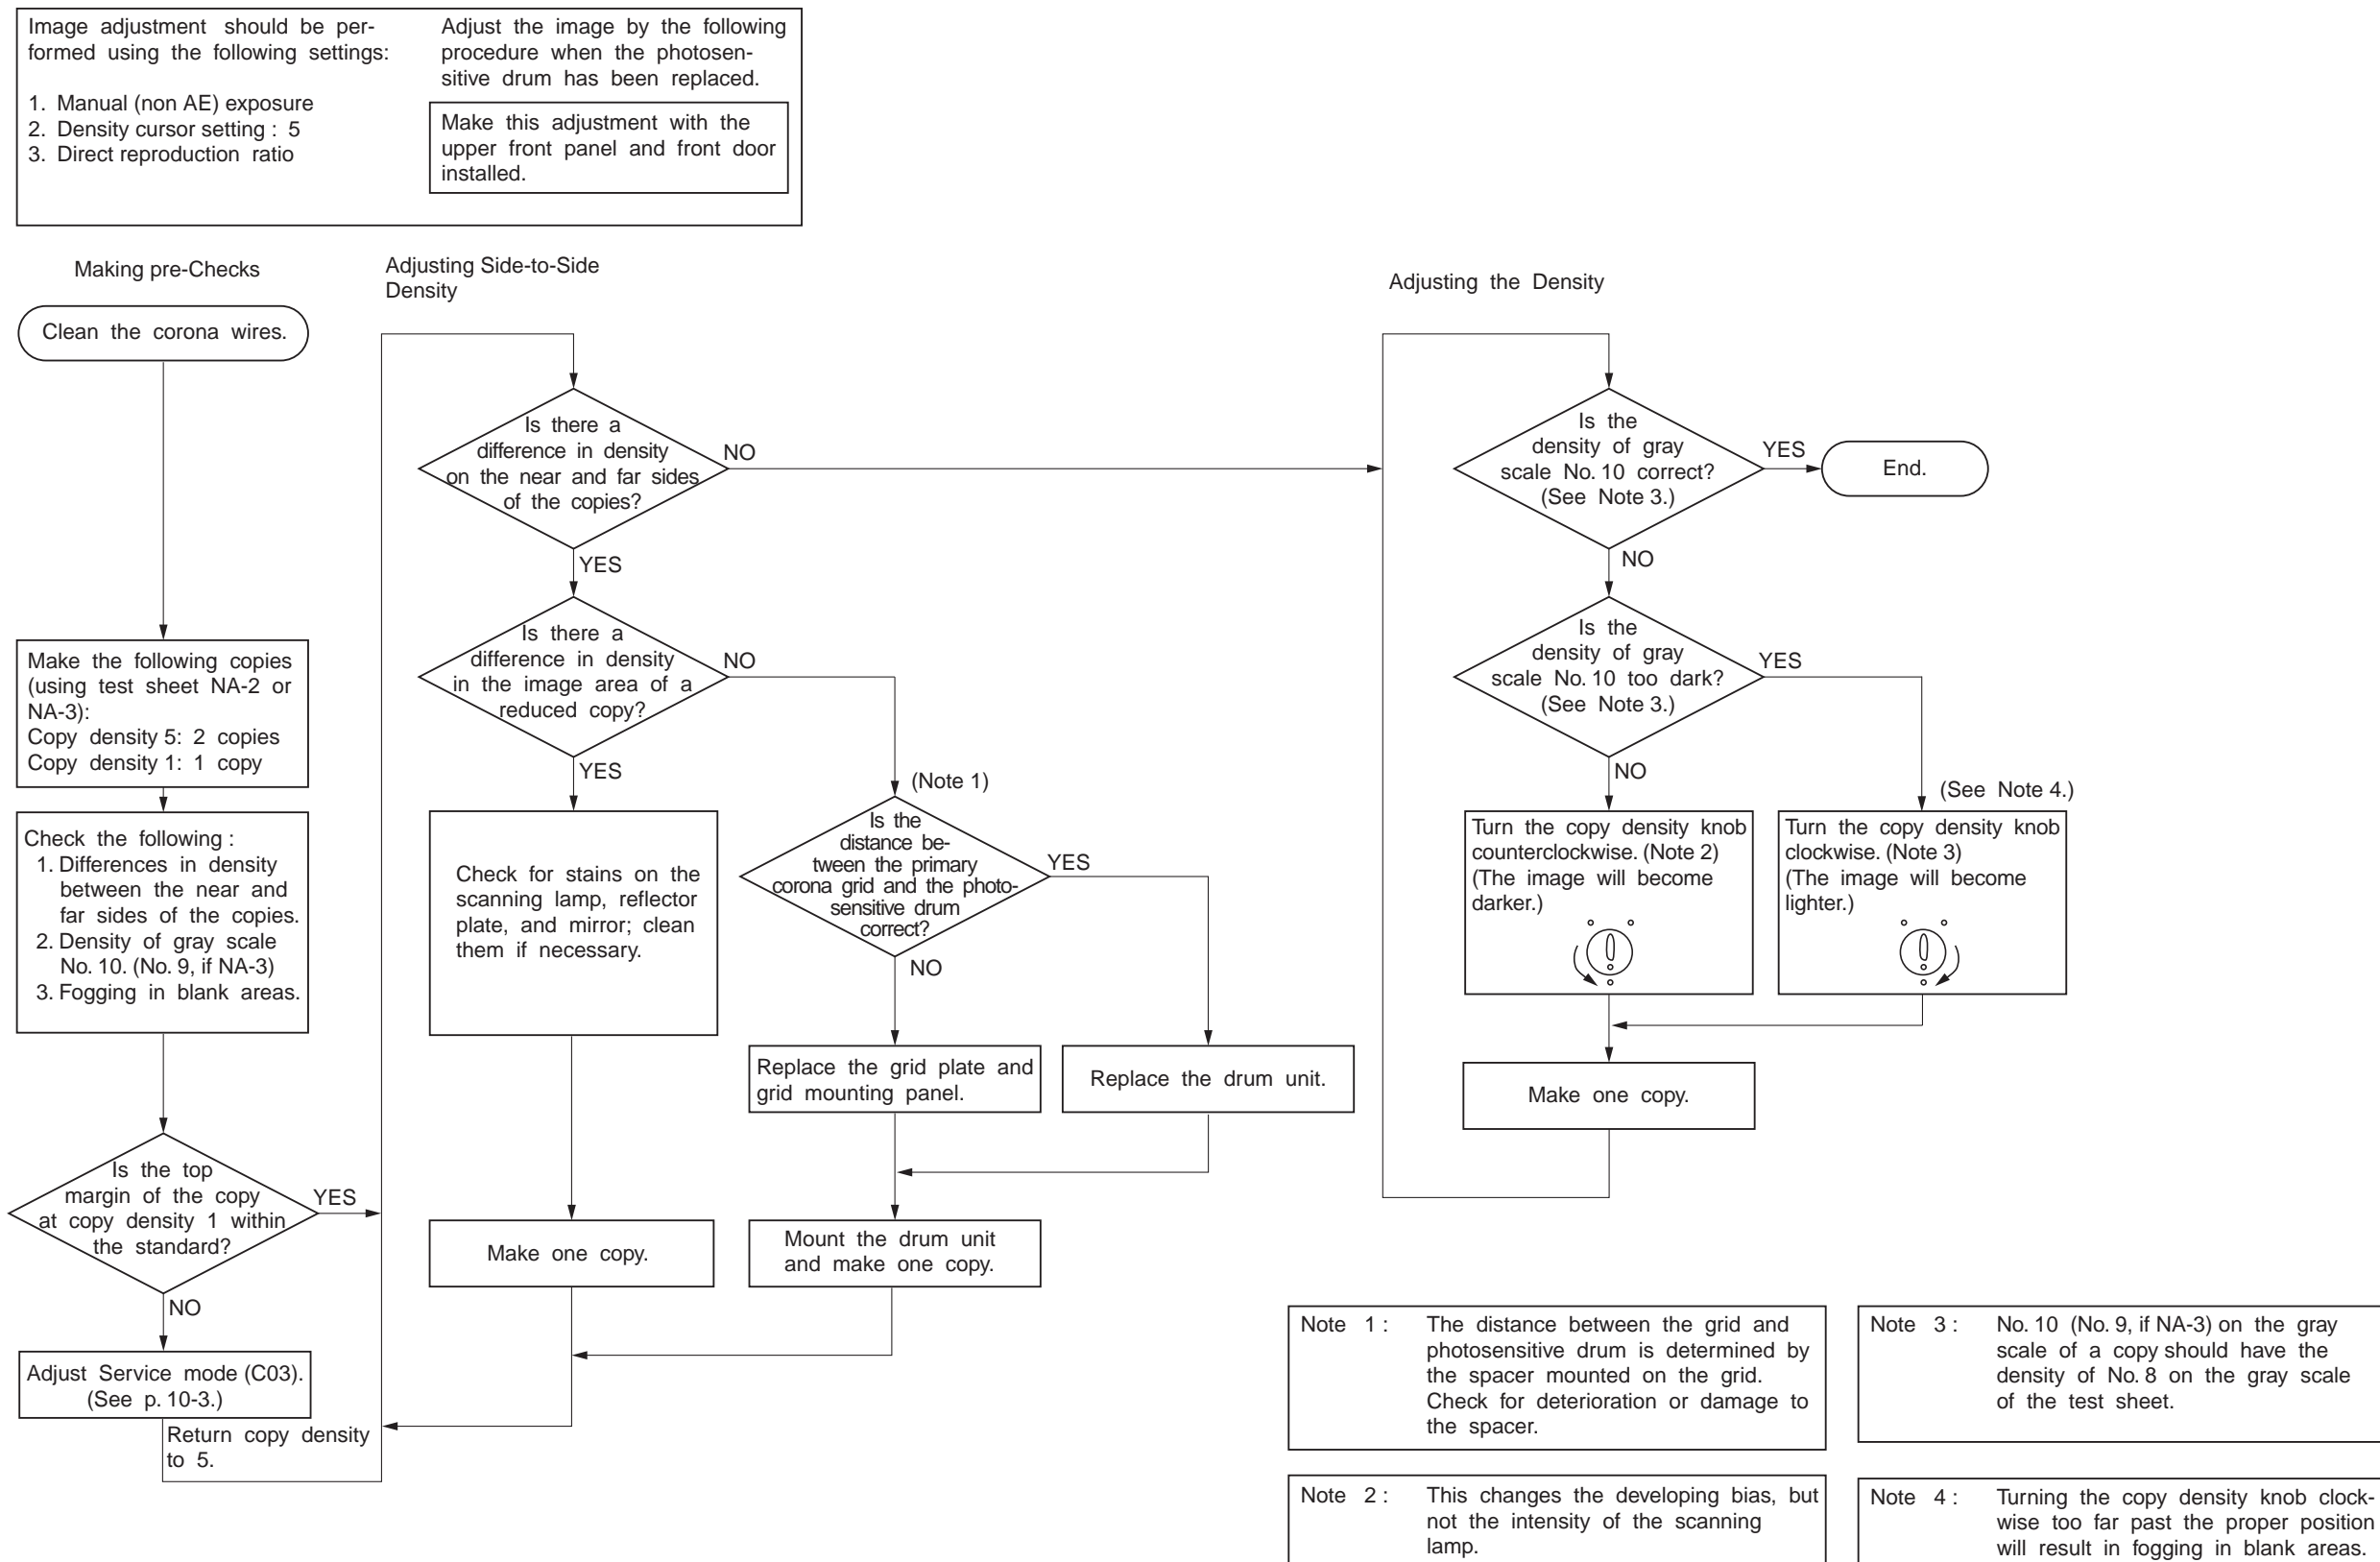 Image adjustment should be per-
formed using the following settings:
1. Manual (non AE) exposure
2. Density cursor setting : 5
3. Direct reproduction ratio
Adjust the image by the following
procedure when the photosen-
sitive drum has been replaced.
Make this adjustment with the
upper front panel and front door
installed.
Making pre-Checks
Clean the corona wires.
Make the following copies
(using test sheet NA-2 or
NA-3):
Copy density 5: 2 copies
Copy density 1: 1 copy
Check the following :
1. Differences in density
between the near and
far sides of the copies.
2. Density of gray scale
No. 10. (No. 9, if NA-3)
3. Fogging in blank areas.
Is the top
margin of the copy
at copy density 1 within
the standard?
YES
NO
Adjust Service mode (C03).
(See p. 10-3.)
Return copy density
to 5.
Adjusting Side-to-Side
Density
Is there a
difference in density
on the near and far sides
of the copies?
NO
YES
Is there a
difference in density
in the image area of a
reduced copy?
NO
YES
Check for stains on the
scanning lamp, reflector
plate, and mirror; clean
them if necessary.
Make one copy.
(Note 1)
Is the
distance be-
tween the primary
corona grid and the photo-
sensitive drum
correct?
YES
NO
Replace the grid plate and
grid mounting panel.
Replace the drum unit.
Mount the drum unit
and make one copy.
Adjusting the Density
Is the
density of gray
scale No. 10 correct?
(See Note 3.)
YES
End.
NO
Is the
density of gray
scale No. 10 too dark?
(See Note 3.)
YES
NO
Turn the copy density knob
counterclockwise. (Note 2)
(The image will become
darker.)
(See Note 4.)
Turn the copy density knob
clockwise. (Note 3)
(The image will become
lighter.)
Make one copy.
Note 1 : The distance between the grid and
photosensitive drum is determined by
the spacer mounted on the grid.
Check for deterioration or damage to
the spacer.
Note 2 : This changes the developing bias, but
not the intensity of the scanning
lamp.
Note 3 : No. 10 (No. 9, if NA-3) on the gray
scale of a copy should have the
density of No. 8 on the gray scale
of the test sheet.
Note 4 : Turning the copy density knob clock-
wise too far past the proper position
will result in fogging in blank areas.